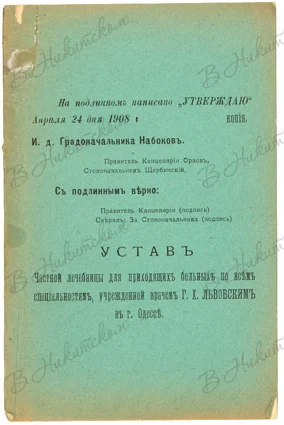 На подлинномъ написано „УТВЕРЖДАЮ“
Апрѣля 24 дня 1908 г копія.
И. д. Градоначальника Набоковъ.
Правитель Канцеляріи Орловъ,
Столоначальникъ Щербинскій,
Съ подлиннымъ вѣрно:
Правитель Канцеляріи (подпись)
Свѣрялъ: За Столоначальника (подпись)
УСТАВЪ
Частной лечебницы для приходящихъ больныхъ по всѣмъ
спеціальностямъ, учрежденной врачемъ Г. Х. ЛЬВОВСКИМЪ
въ г. Одессѣ.
В. Никитском